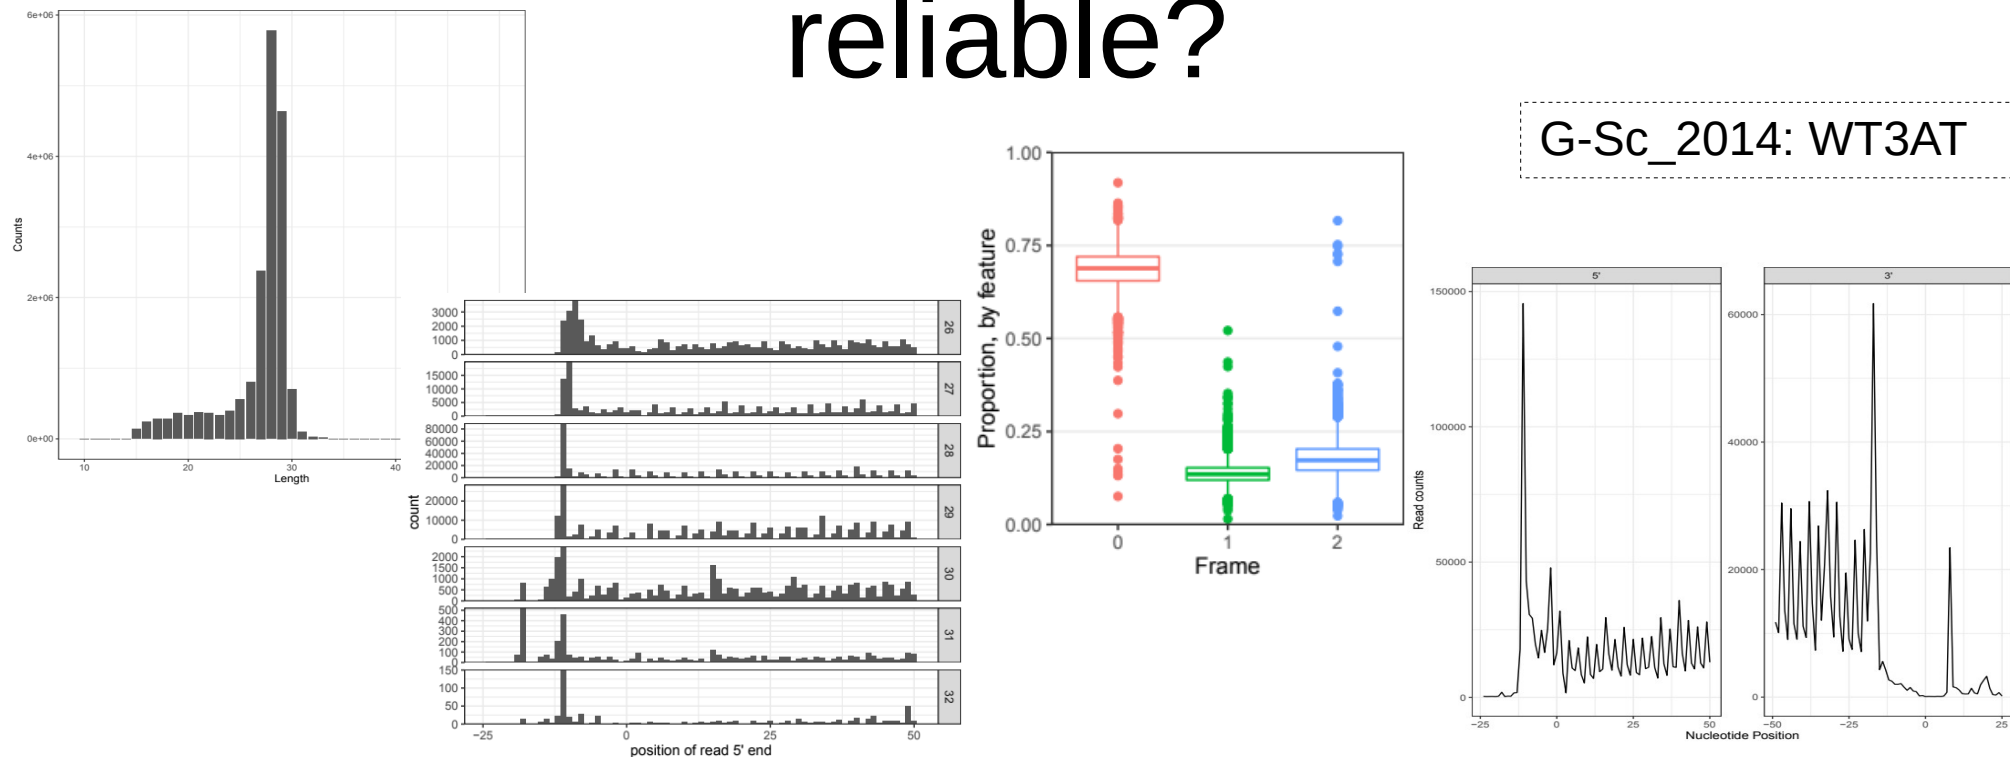 reliable?
G-Sc_2014: WT3AT
6e+06
4e+06
2e+06
0e+00
Counts
10 20 30 40
Length
count
3000
1000
0
26
15000
10000
5000
0
27
80000
60000
40000
20000
0
28
20000
10000
0
29
2000
1500
1000
500
0
30
500
400
300
200
100
0
31
150
100
50
0
32
−25 0 25 50
position of read 5' end
Proportion, by feature
1.00
0.75
0.50
0.25
0.00
0 1 2
Frame
Read counts
5'
150000
100000
50000
0
−25 0 25 50
3'
60000
40000
20000
0
−50 −25 0 25
Nucleotide Position